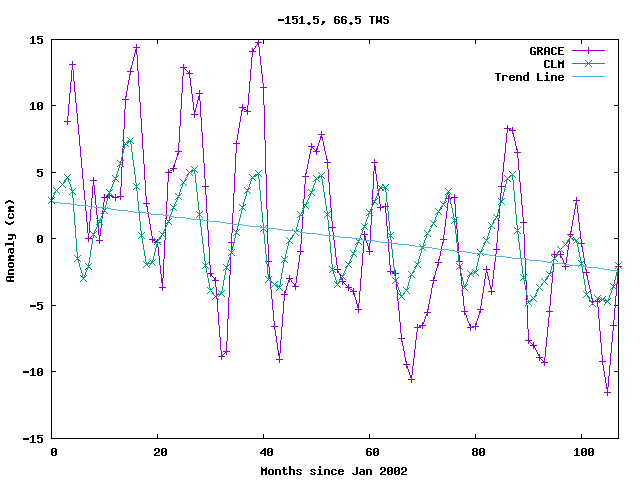 -151.5, 66.5 TWS
GRACE
CLM
Trend Line
15
10
5
0
-5
-10
-15
Anomaly (cm)
0 20 40 60 80 100
Months since Jan 2002